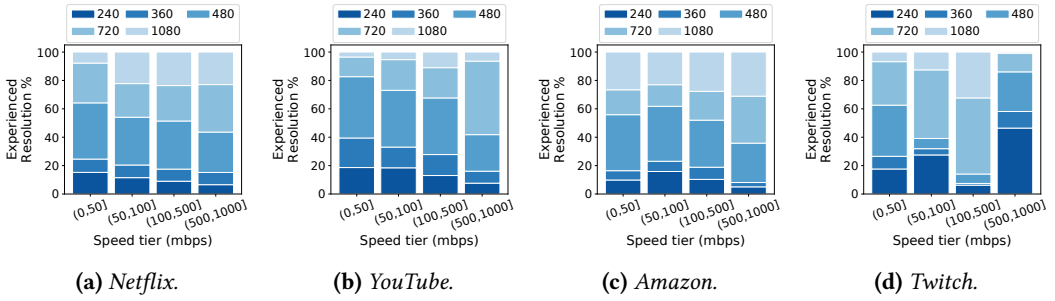 240 360 480
720 1080
Experienced
Resolution %
100
80
60
40
20
0
(0,50] (50,100] (100,500] (500,1000]
Speed tier (mbps)
(a) Netflix.
240 360 480
720 1080
Experienced
Resolution %
100
80
60
40
20
0
(0,50] (50,100] (100,500] (500,1000]
Speed tier (mbps)
(b) YouTube.
240 360 480
720 1080
Experienced
Resolution %
100
80
60
40
20
0
(0,50] (50,100] (100,500] (500,1000]
Speed tier (mbps)
(c) Amazon.
240 360 480
720 1080
Experienced
Resolution %
100
80
60
40
20
0
(0,50] (50,100] (100,500] (500,1000]
Speed tier (mbps)
(d) Twitch.